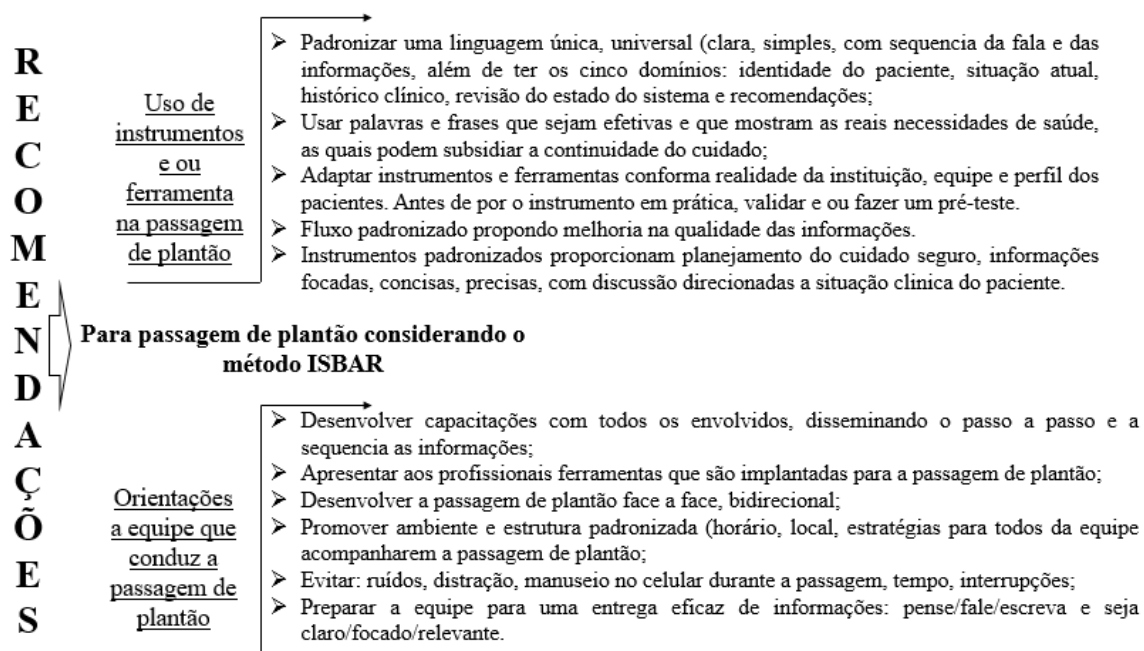 RECOMENDAÇÕES
Uso de
instrumentos
e ou
ferramenta
na passagem
de plantão
➢ Padronizar uma linguagem única, universal (clara, simples, com sequencia da fala e das
informações, além de ter os cinco domínios: identidade do paciente, situação atual,
histórico clínico, revisão do estado do sistema e recomendações;
➢ Usar palavras e frases que sejam efetivas e que mostram as reais necessidades de saúde,
as quais podem subsidiar a continuidade do cuidado;
➢ Adaptar instrumentos e ferramentas conforma realidade da instituição, equipe e perfil dos
pacientes. Antes de por o instrumento em prática, validar e ou fazer um pré-teste.
➢ Fluxo padronizado propondo melhoria na qualidade das informações.
➢ Instrumentos padronizados proporcionam planejamento do cuidado seguro, informações
focadas, concisas, precisas, com discussão direcionadas a situação clinica do paciente.
Para passagem de plantão considerando o
método ISBAR
Orientações
a equipe que
conduz a
passagem de
plantão
➢ Desenvolver capacitações com todos os envolvidos, disseminando o passo a passo e a
sequencia as informações;
➢ Apresentar aos profissionais ferramentas que são implantadas para a passagem de plantão;
➢ Desenvolver a passagem de plantão face a face, bidirecional;
➢ Promover ambiente e estrutura padronizada (horário, local, estratégias para todos da equipe
acompanharem a passagem de plantão;
➢ Evitar: ruídos, distração, manuseio no celular durante a passagem, tempo, interrupções;
➢ Preparar a equipe para uma entrega eficaz de informações: pense/fale/escreva e seja
claro/focado/relevante.